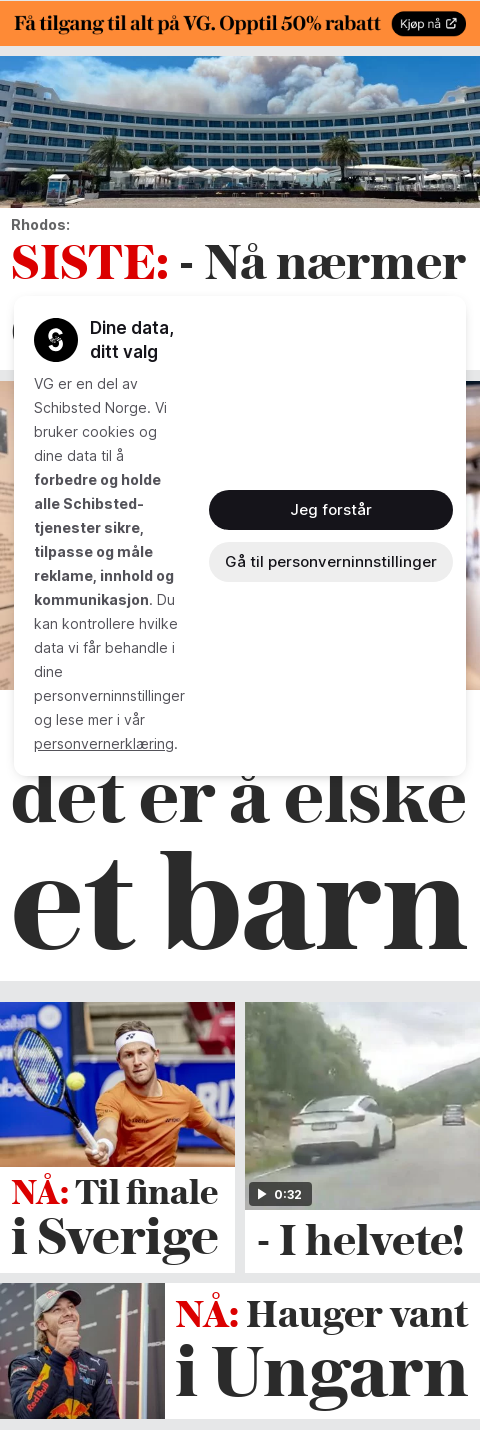 Få tilgang til alt på VG. Opptil 50% rabatt
Kjøp nå
Rhodos:
SISTE: - Nå nærmer
Dine data,
ditt valg
VG er en del av
Schibsted Norge. Vi
bruker cookies og
dine data til å
forbedre og holde
alle Schibsted-
tjenester sikre,
tilpasse og måle
reklame, innhold og
kommunikasjon. Du
kan kontrollere hvilke
data vi får behandle i
dine
personverninnstillinger
og lese mer i vår
personvernerklæring.
Jeg forstår
Gå til personverninnstillinger
det er å elske
et barn
NÅ: Til finale
i Sverige
0:32
- I helvete!
NÅ: Hauger vant
i Ungarn